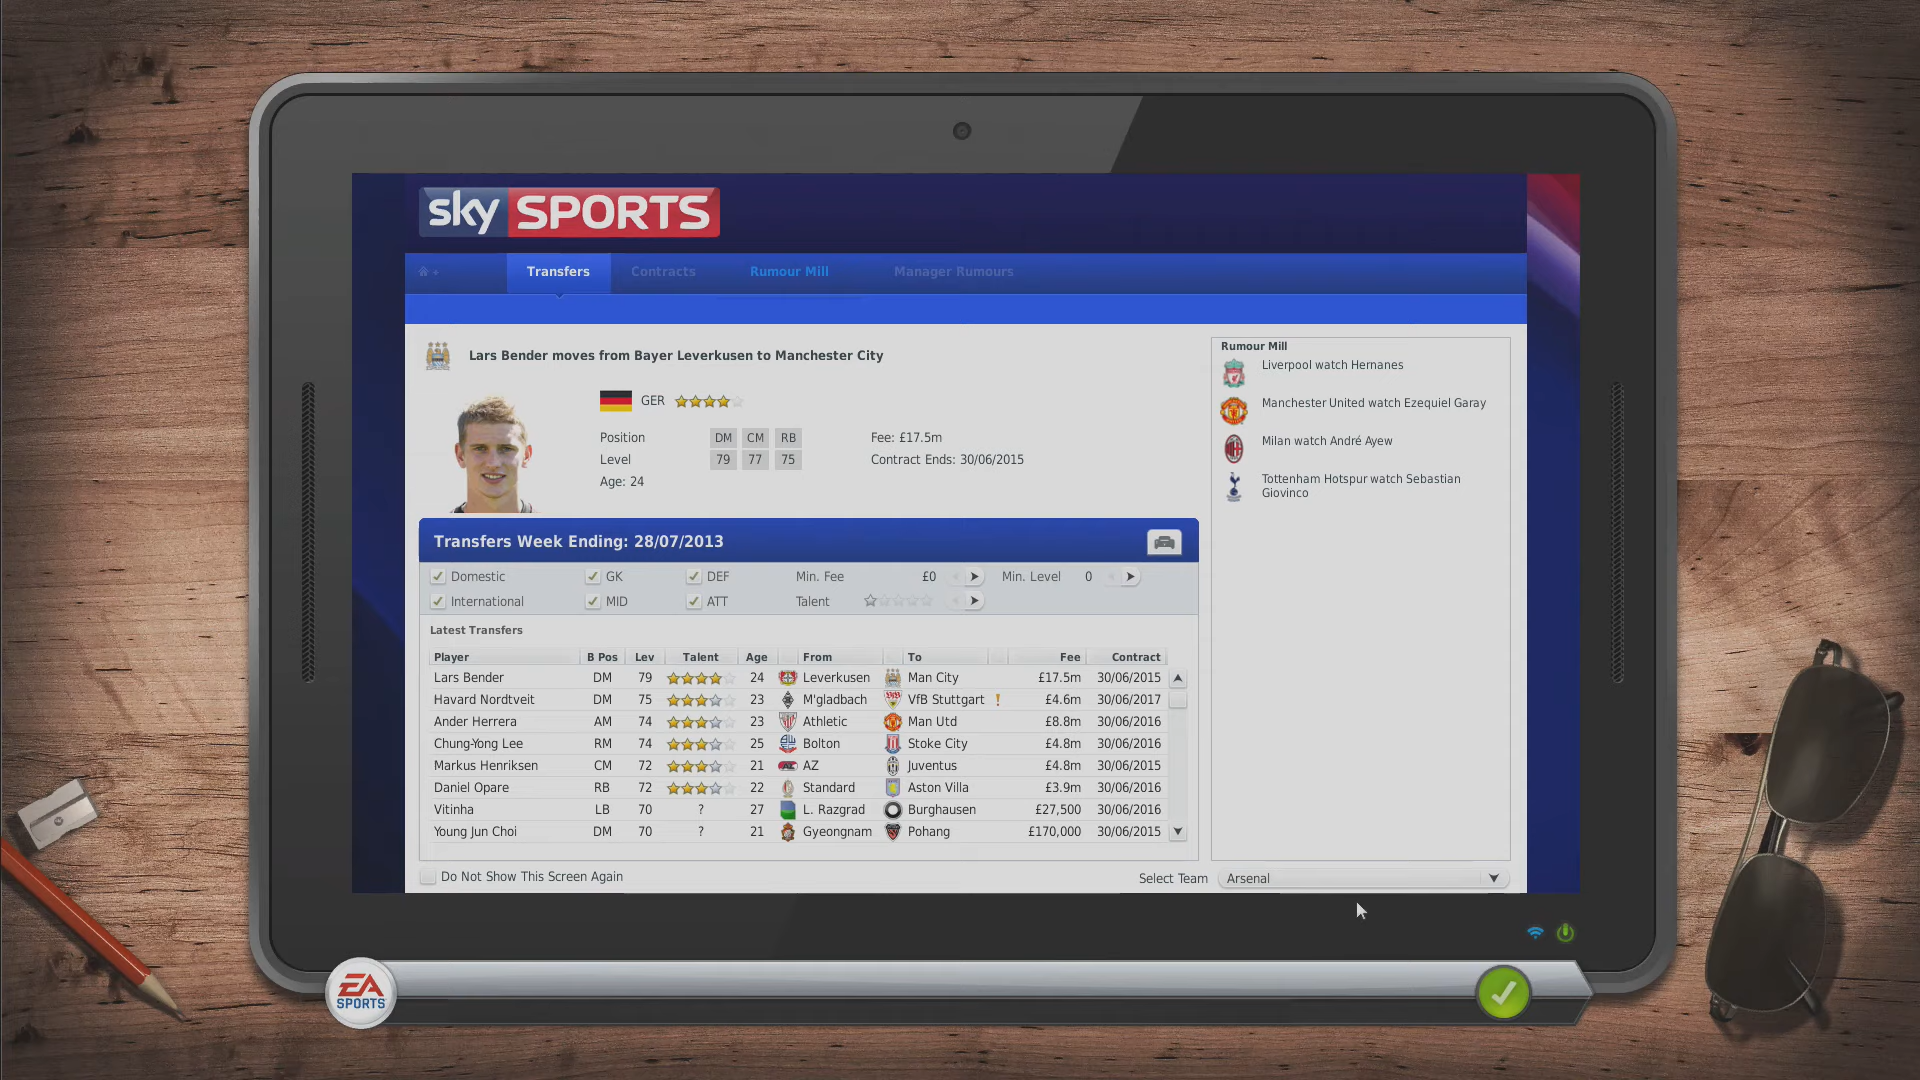 sky SPORTS
Transfers Contracts Rumour Mill Manager Rumours
Lars Bender moves from Bayer Leverkusen to Manchester City
GER
Position DM CM RB Fee: £17.5m
Level 79 77 75 Contract Ends: 30/06/2015
Age: 24
Rumour Mill
Liverpool watch Hernanes
Manchester United watch Ezequiel Garay
Milan watch André Ayew
Tottenham Hotspur watch Sebastian
Giovinco
Transfers Week Ending: 28/07/2013
Domestic GK DEF Min. Fee £0 Min. Level 0
International MID ATT Talent
Latest Transfers
Player B Pos Lev Talent Age From To Fee Contract
Lars Bender DM 79 24 Leverkusen Man City £17.5m 30/06/2015
Havard Nordtveit DM 75 23 M'gladbach VfB Stuttgart ! £4.6m 30/06/2017
Ander Herrera AM 74 23 Athletic Man Utd £8.8m 30/06/2016
Chung-Yong Lee RM 74 25 Bolton Stoke City £4.8m 30/06/2016
Markus Henriksen CM 72 21 AZ Juventus £4.8m 30/06/2015
Daniel Opare RB 72 22 Standard Aston Villa £3.9m 30/06/2016
Vitinha LB 70 ? 27 L. Razgrad Burghausen £27,500 30/06/2016
Young Jun Choi DM 70 ? 21 Gyeongnam Pohang £170,000 30/06/2015
Do Not Show This Screen Again
Select Team Arsenal
EA
SPORTS